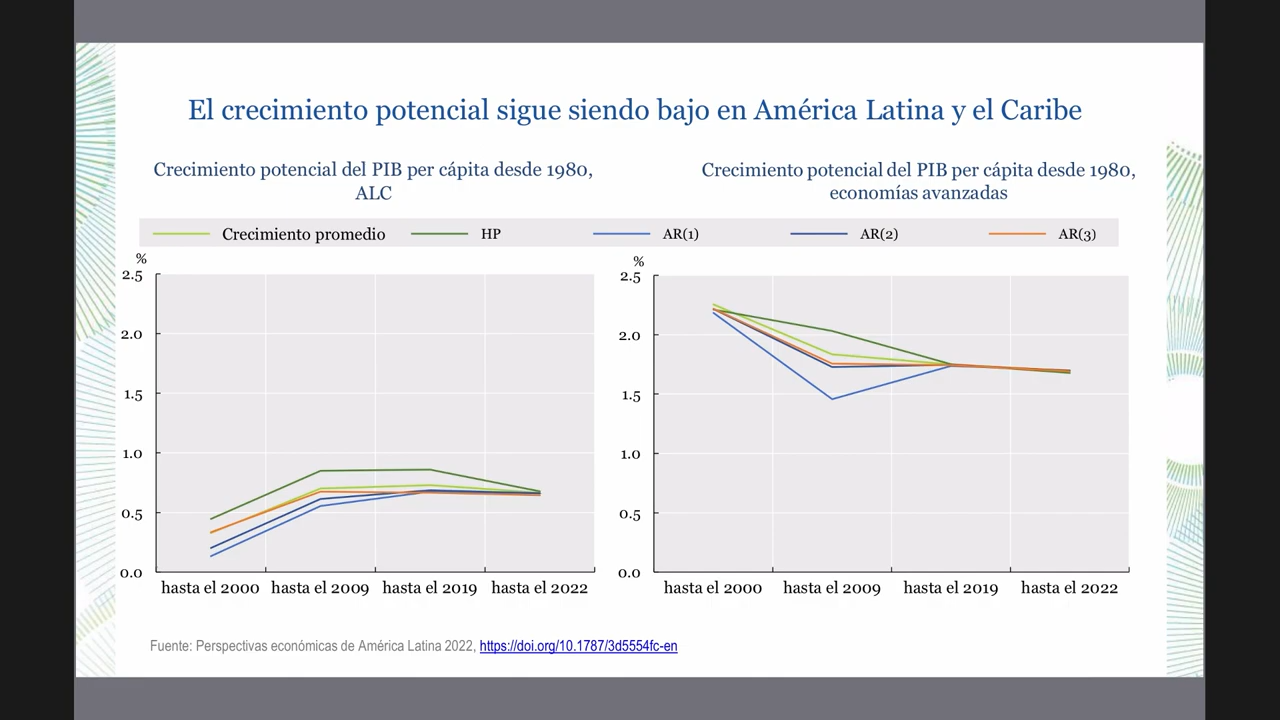 El crecimiento potencial sigue siendo bajo en América Latina y el Caribe
Crecimiento potencial del PIB per cápita desde 1980,
ALC
Crecimiento potencial del PIB per cápita desde 1980,
economías avanzadas
Crecimiento promedio HP AR(1) AR(2) AR(3)
%
2.5
2.0
1.5
1.0
0.5
0.0
hasta el 2000 hasta el 2009 hasta el 2019 hasta el 2022
%
2.5
2.0
1.5
1.0
0.5
0.0
hasta el 2000 hasta el 2009 hasta el 2019 hasta el 2022
Fuente: Perspectivas económicas de América Latina 2022, https://doi.org/10.1787/3d5554fc-en